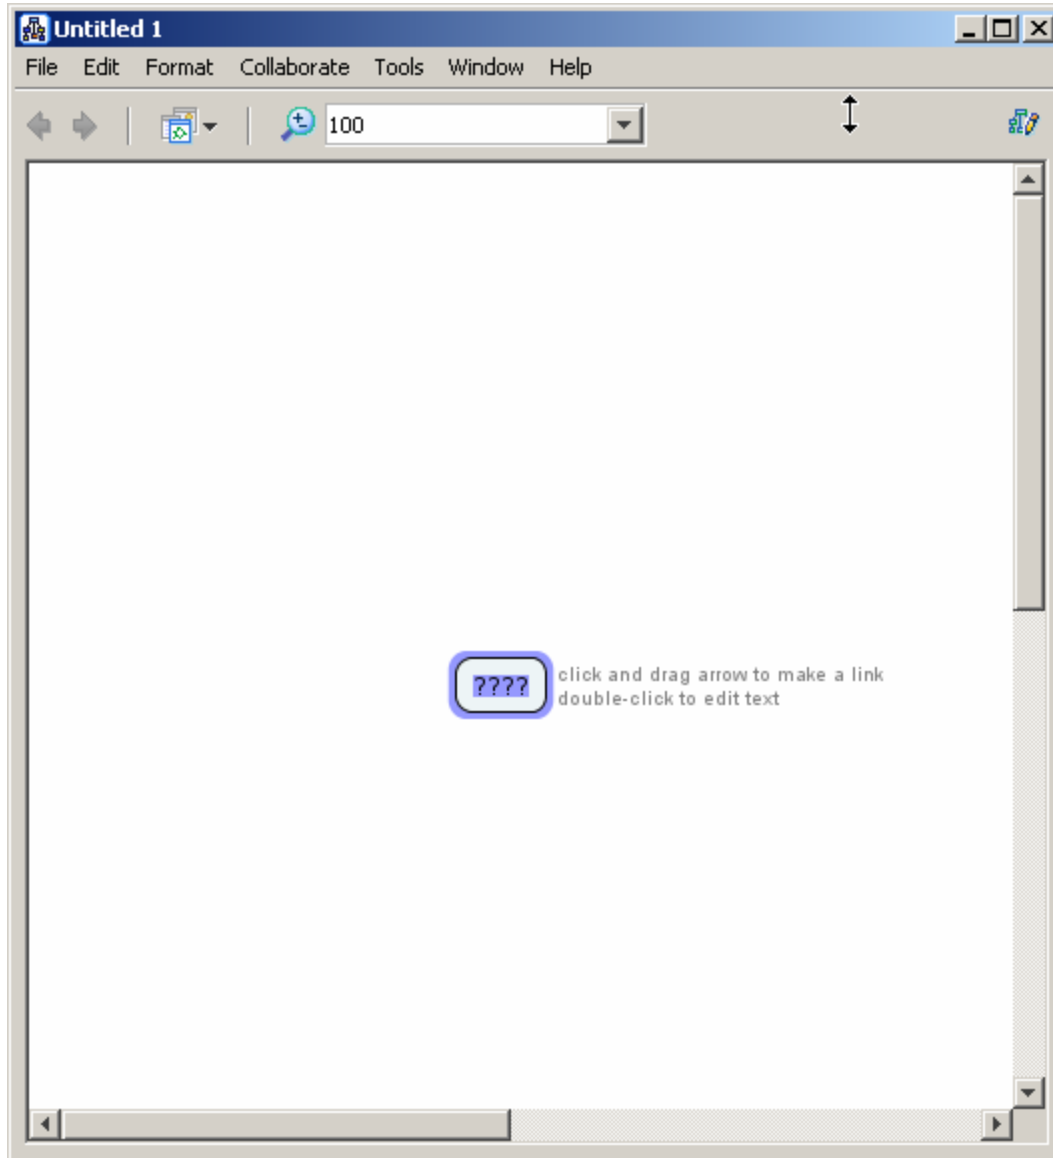 Untitled 1
File Edit Format Collaborate Tools Window Help
100
????
click and drag arrow to make a link
double-click to edit text